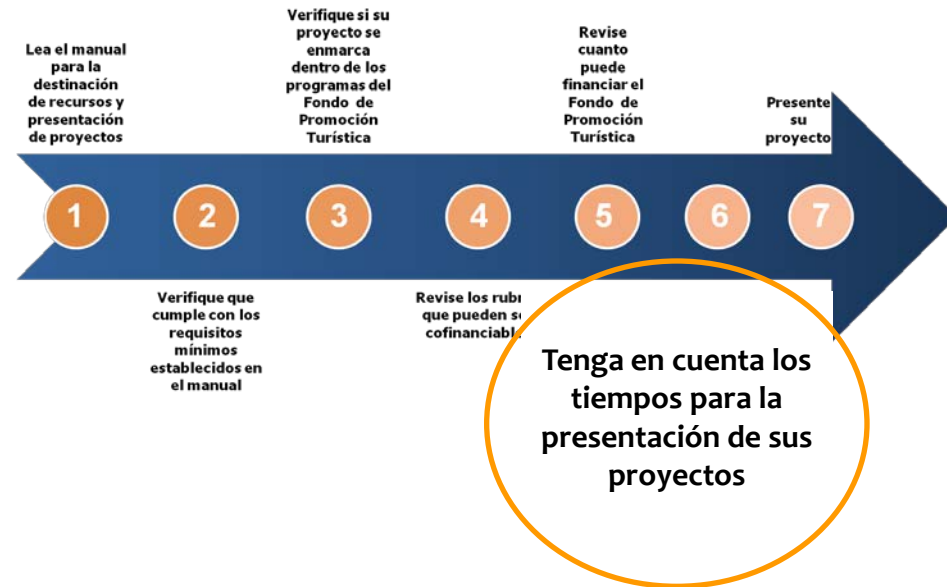 Lea el manual
para la
destinación
de recursos y
presentación
de proyectos
Verifique si su
proyecto se
enmarca
dentro de los
programas del
Fondo de
Promoción
Turística
Revise
cuanto
puede
financiar el
Fondo de
Promoción
Turística
Presente
su
proyecto
1
2
3
4
5
6
7
Verifique que
cumple con los
requisitos
mínimos
establecidos en
el manual
Revise los
que pueden
Tenga en cuenta los
tiempos para la
presentación de sus
proyectos